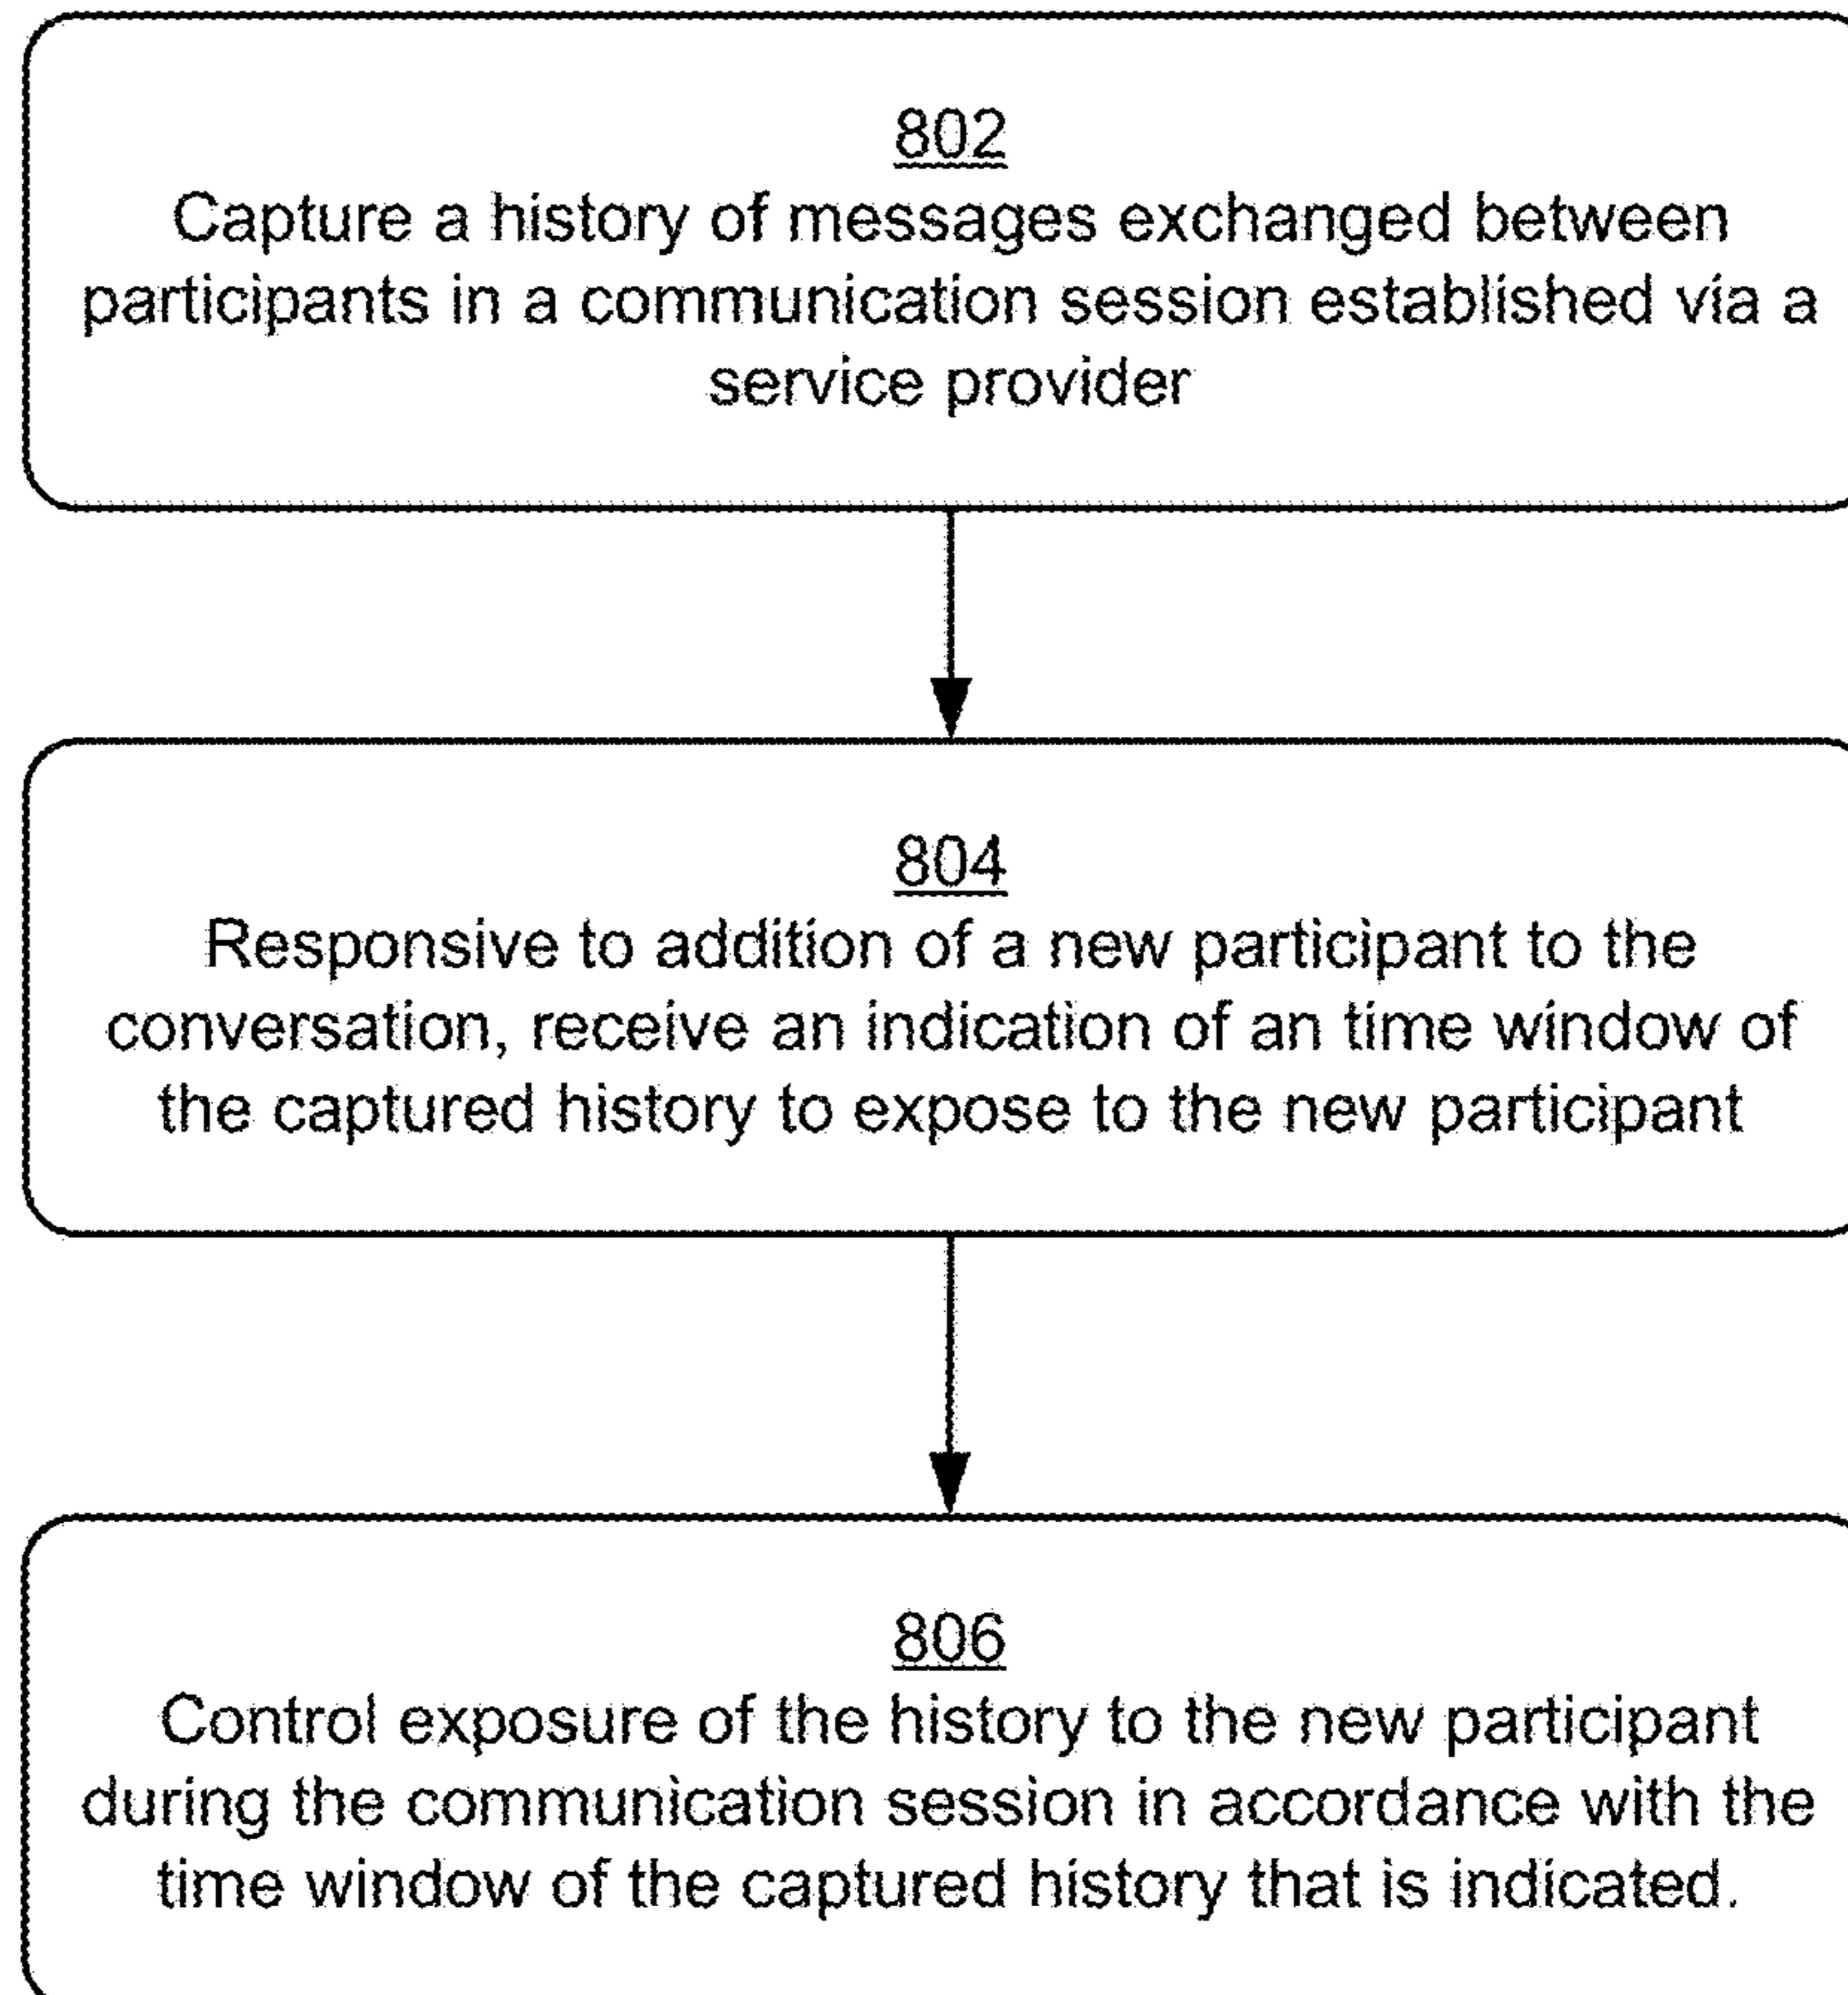 802
Capture a history of messages exchanged between
participants in a communication session established via a
service provider
804
Responsive to addition of a new participant to the
conversation, receive an indication of an time window of
the captured history to expose to the new participant
806
Control exposure of the history to the new participant
during the communication session in accordance with the
time window of the captured history that is indicated.